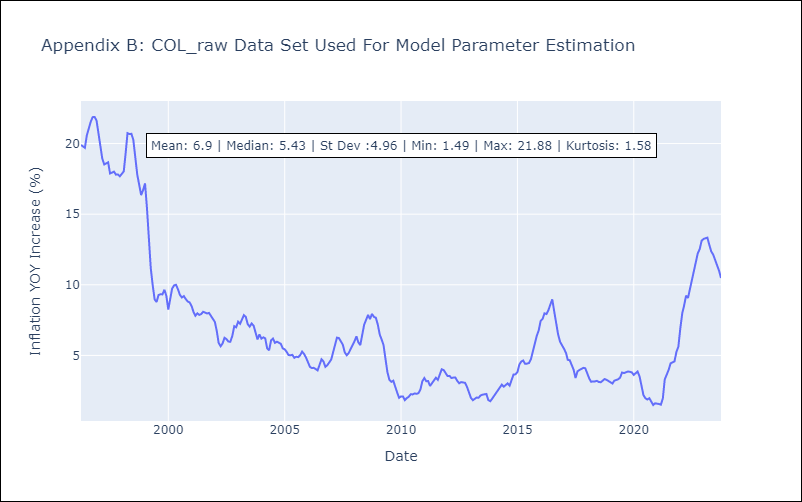 Appendix B: COL_raw Data Set Used For Model Parameter Estimation
Mean: 6.9 | Median: 5.43 | St Dev :4.96 | Min: 1.49 | Max: 21.88 | Kurtosis: 1.58
Inflation YOY Increase (%)
20
15
10
5
2000
2005
2010
2015
2020
Date